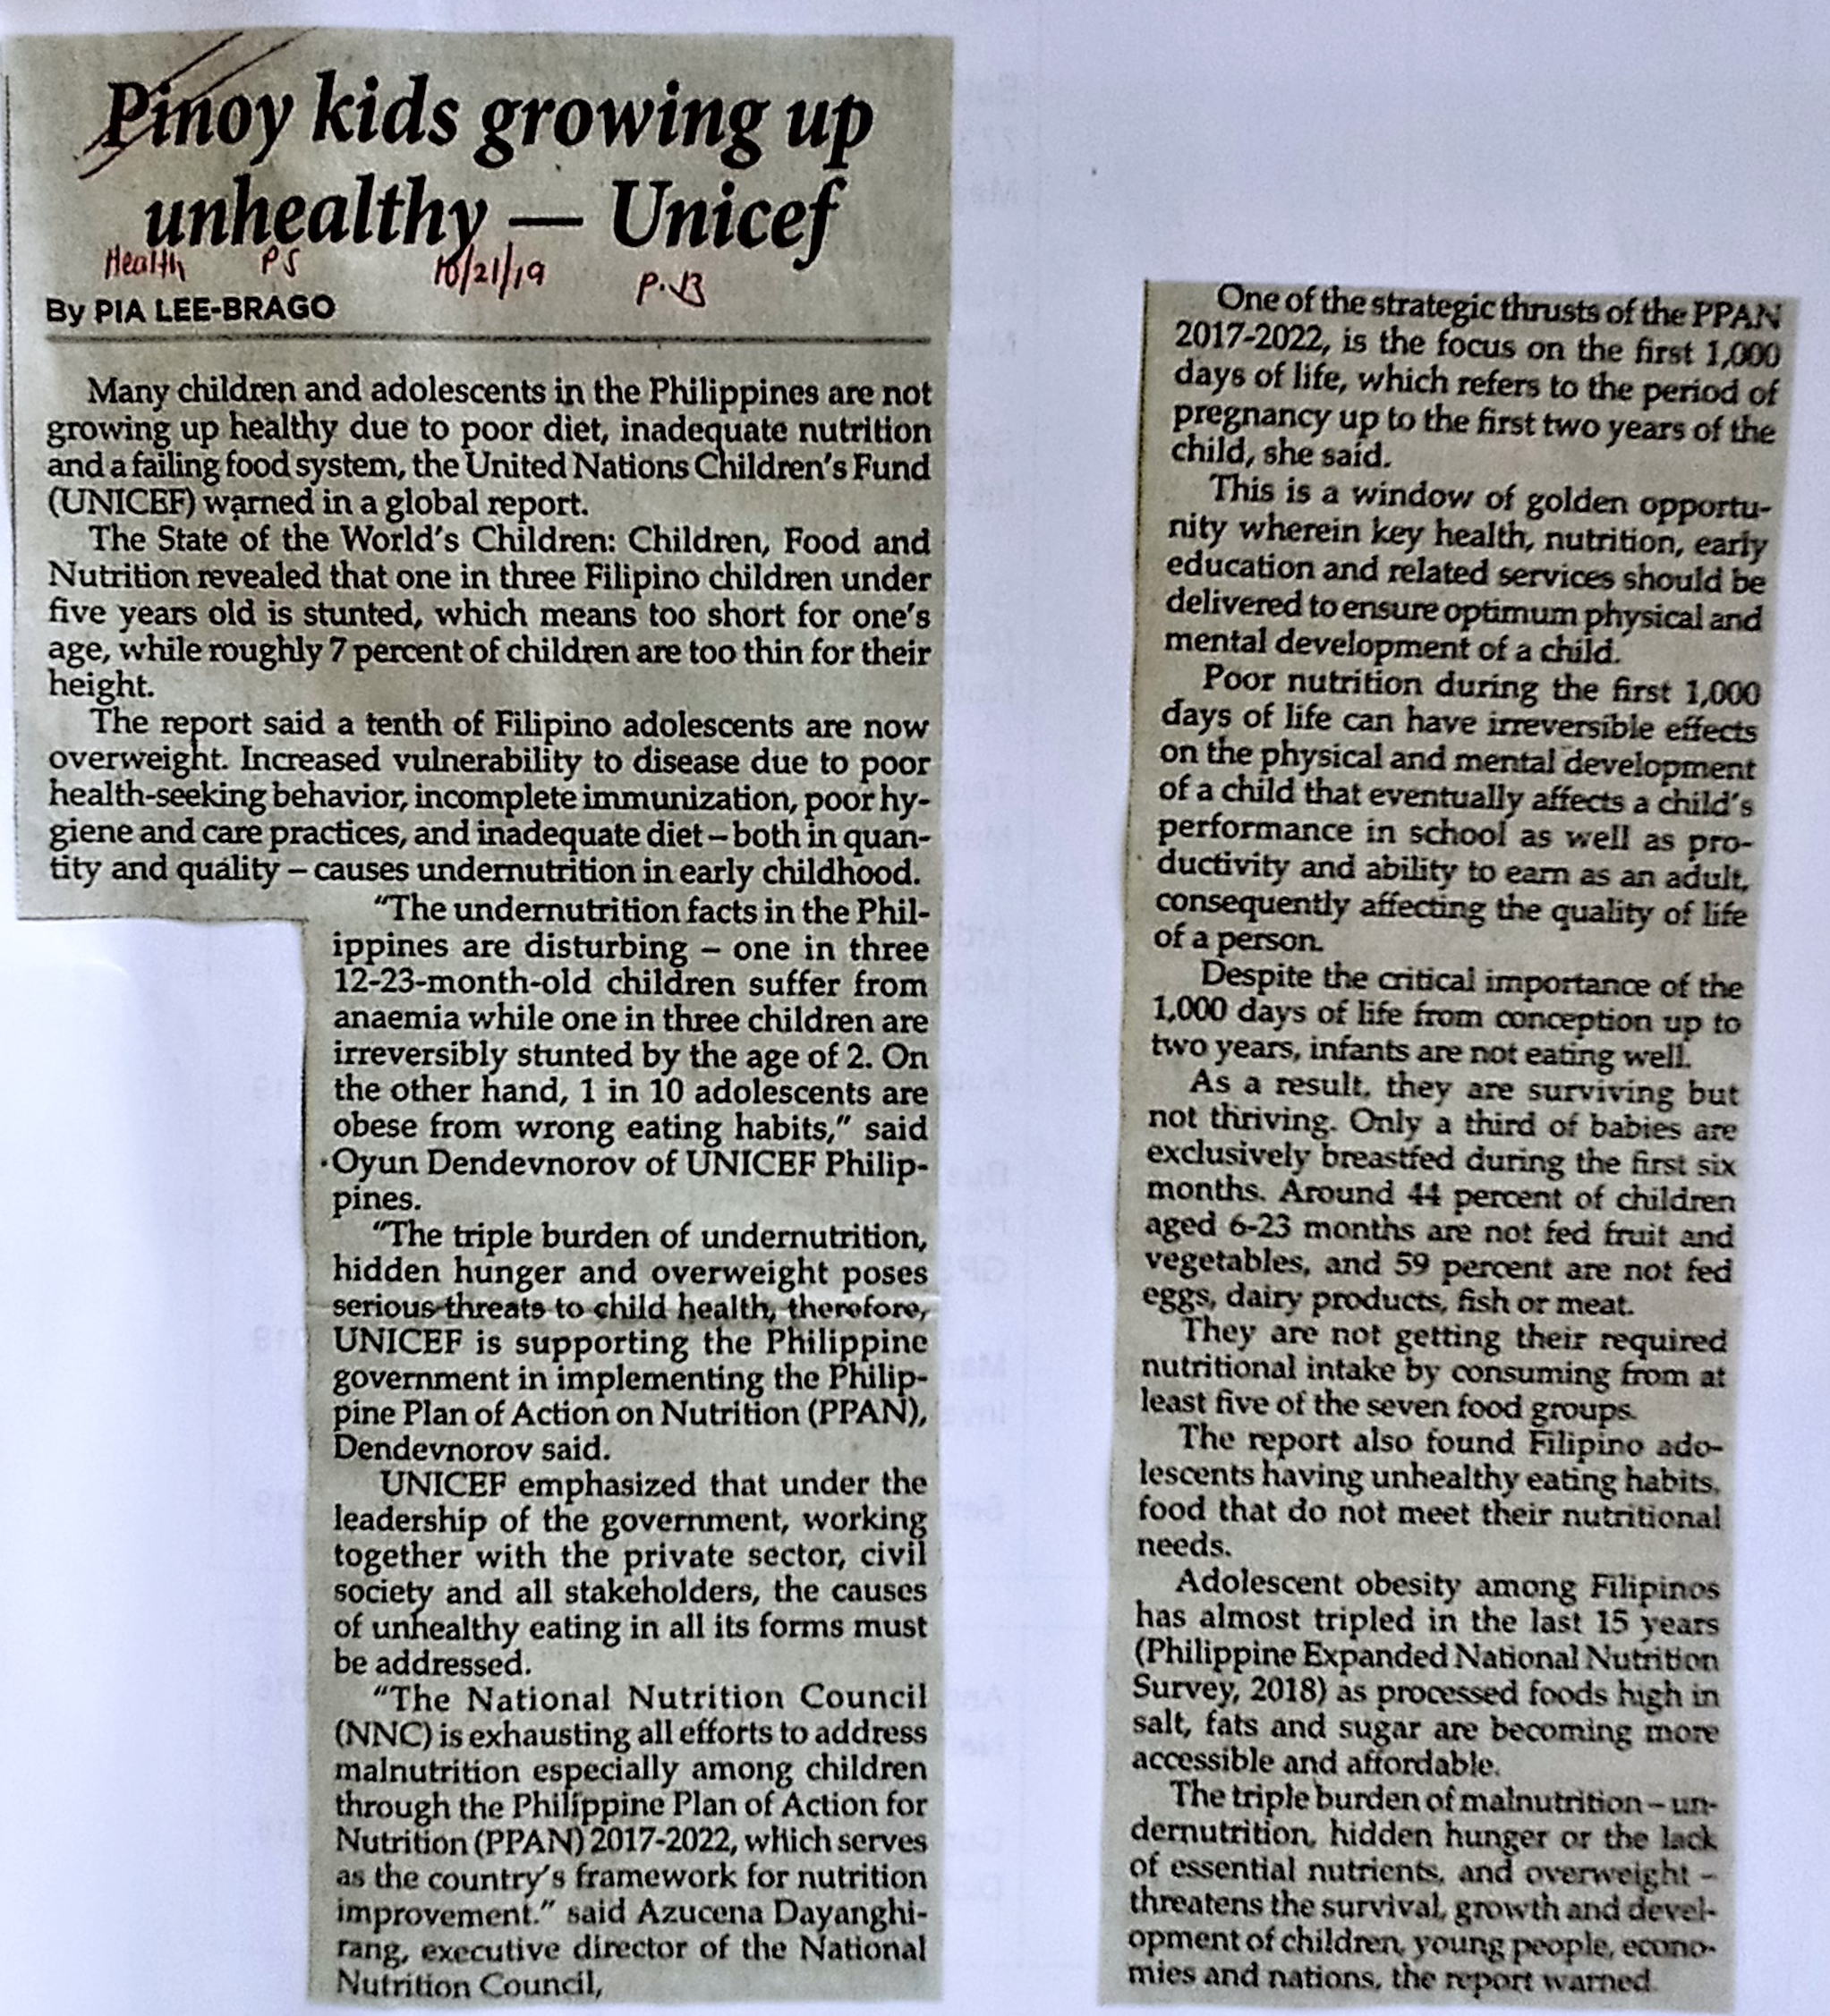 Pinoy kids growing up
unhealthy — Unicef
Health PS 10/21/19 P.
By PIA LEE-BRAGO
Many children and adolescents in the Philippines are not
growing up healthy due to poor diet, inadequate nutrition
and a failing food system, the United Nations Children's Fund
(UNICEF) warned in a global report.
The State of the World's Children: Children, Food and
Nutrition revealed that one in three Filipino children under
five years old is stunted, which means too short for one's
age, while roughly 7 percent of children are too thin for their
height.
The report said a tenth of Filipino adolescents are now
overweight. Increased vulnerability to disease due to poor
health-seeking behavior, incomplete immunization, poor hy-
giene and care practices, and inadequate diet – both in quan-
tity and quality – causes undernutrition in early childhood.
"The undernutrition facts in the Phil-
ippines are disturbing – one in three
12-23-month-old children suffer from
anaemia while one in three children are
irreversibly stunted by the age of 2. On
the other hand, 1 in 10 adolescents are
obese from wrong eating habits," said
Oyun Dendevnorov of UNICEF Philip-
pines.
"The triple burden of undernutrition,
hidden hunger and overweight poses
serious threats to child health, therefore,
UNICEF is supporting the Philippine
government in implementing the Philip-
pine Plan of Action on Nutrition (PPAN),
Dendevnorov said.
UNICEF emphasized that under the
leadership of the government, working
together with the private sector, civil
society and all stakeholders, the causes
of unhealthy eating in all its forms must
be addressed.
"The National Nutrition Council
(NNC) is exhausting all efforts to address
malnutrition especially among children
through the Philippine Plan of Action for
Nutrition (PPAN) 2017-2022, which serves
as the country's framework for nutrition
improvement." said Azucena Dayanghi-
rang, executive director of the National
Nutrition Council,
One of the strategic thrusts of the PPAN
2017-2022, is the focus on the first 1,000
days of life, which refers to the period of
pregnancy up to the first two years of the
child, she said.
This is a window of golden opportu-
nity wherein key health, nutrition, early
education and related services should be
delivered to ensure optimum physical and
mental development of a child.
Poor nutrition during the first 1,000
days of life can have irreversible effects
on the physical and mental development
of a child that eventually affects a child's
performance in school as well as pro-
ductivity and ability to earn as an adult,
consequently affecting the quality of life
of a person.
Despite the critical importance of the
1,000 days of life from conception up to
two years, infants are not eating well.
As a result, they are surviving but
not thriving. Only a third of babies are
exclusively breastfed during the first six
months. Around 44 percent of children
aged 6-23 months are not fed fruit and
vegetables, and 59 percent are not fed
eggs, dairy products, fish or meat.
They are not getting their required
nutritional intake by consuming from at
least five of the seven food groups.
The report also found Filipino ado-
lescents having unhealthy eating habits,
food that do not meet their nutritional
needs.
Adolescent obesity among Filipinos
has almost tripled in the last 15 years
(Philippine Expanded National Nutrition
Survey, 2018) as processed foods high in
salt, fats and sugar are becoming more
accessible and affordable.
The triple burden of malnutrition – un-
dernutrition, hidden hunger or the lack
of essential nutrients, and overweight –
threatens the survival, growth and devel-
opment of children, young people, econo-
mies and nations, the report warned.